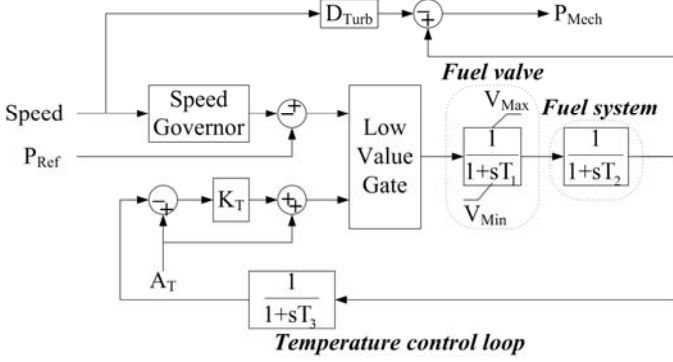 D_Turb
− +
P_Mech
Fuel valve
V_Max
Fuel system
Speed
Speed
Governor
− +
P_Ref
Low
Value
Gate
1
1+sT_1
1
1+sT_2
V_Min
− +
K_T
+ +
A_T
1
1+sT_3
Temperature control loop